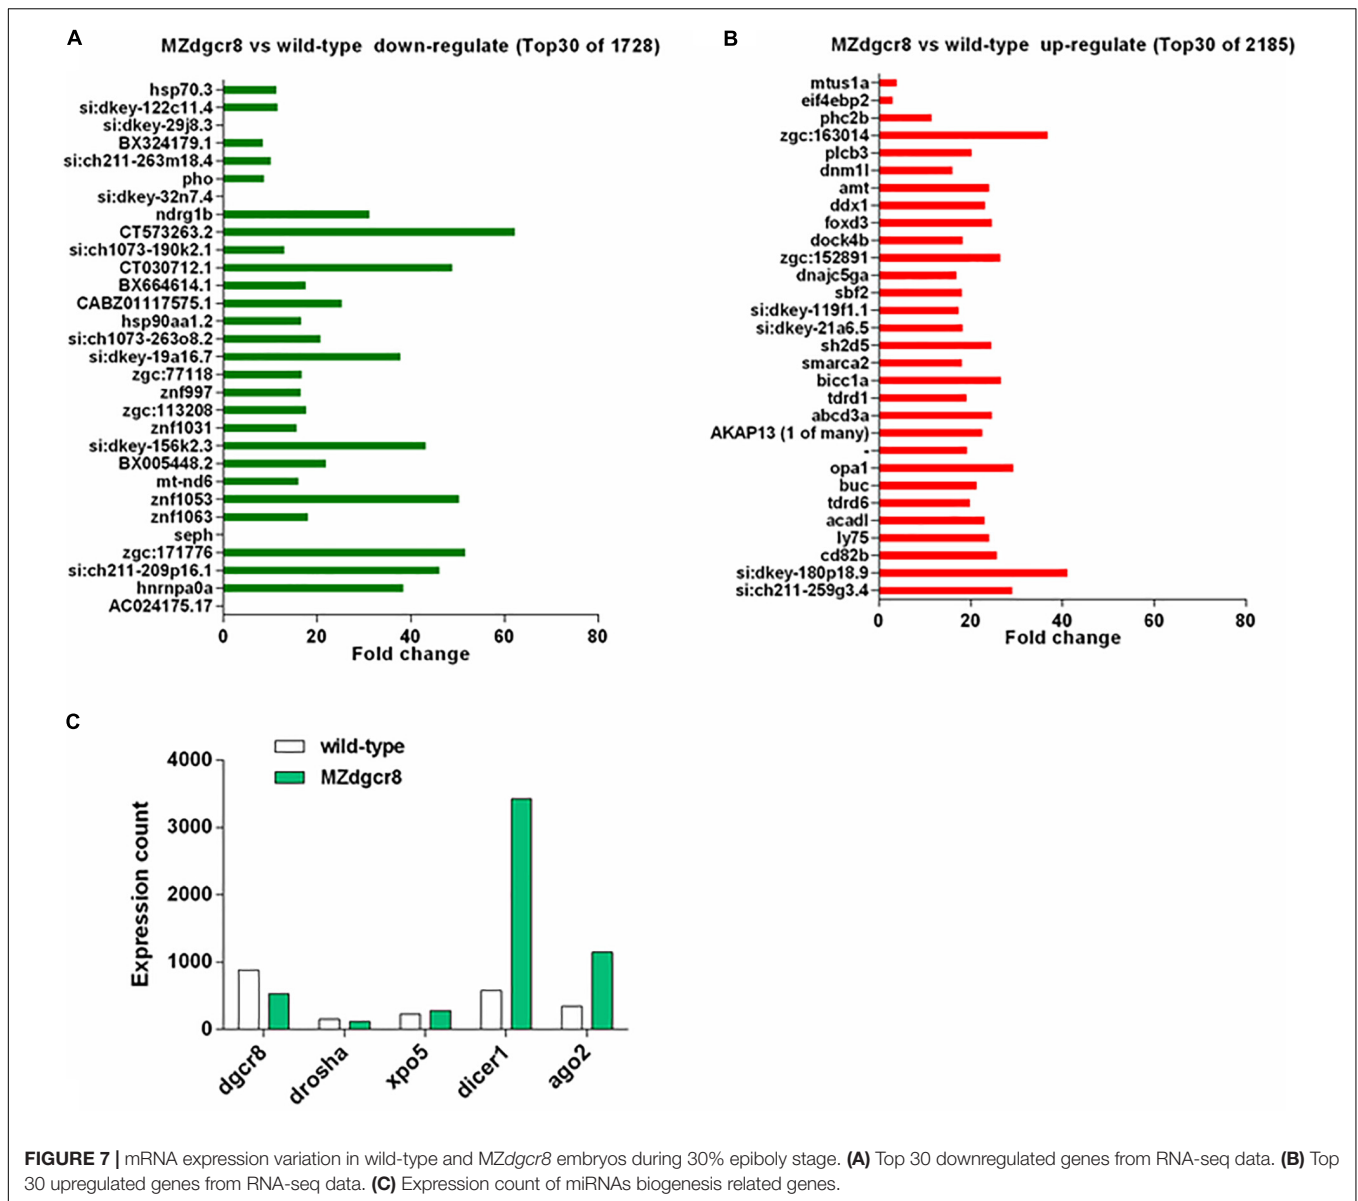 A
MZdgcr8 vs wild-type down-regulate (Top30 of 1728)
hsp70.3
si:dkey-122c11.4
si:dkey-29j8.3
BX324179.1
si:ch211-263m18.4
pho
si:dkey-32n7.4
ndrg1b
CT573263.2
si:ch1073-190k2.1
CT030712.1
BX664614.1
CABZ01117575.1
hsp90aa1.2
si:ch1073-263o8.2
si:dkey-19a16.7
zgc:77118
znf997
zgc:113208
znf1031
si:dkey-156k2.3
BX005448.2
mt-nd6
znf1053
znf1063
seph
zgc:171776
si:ch211-209p16.1
hnrnpa0a
AC024175.17
0 20 40 60 80
Fold change
B
MZdgcr8 vs wild-type up-regulate (Top30 of 2185)
mtus1a
eif4ebp2
phc2b
zgc:163014
plcb3
dnm1l
amt
ddx1
foxd3
dock4b
zgc:152891
dnajc5ga
sbf2
si:dkey-119f1.1
si:dkey-21a6.5
sh2d5
smarca2
bicc1a
tdrd1
abcd3a
AKAP13 (1 of many)
-
opa1
buc
tdrd6
acadl
ly75
cd82b
si:dkey-180p18.9
si:ch211-259g3.4
0 20 40 60 80
Fold change
C
wild-type
MZdgcr8
Expression count
4000
3000
2000
1000
0
dgcr8 drosha xpo5 dicer1 ago2
FIGURE 7 | mRNA expression variation in wild-type and MZdgcr8 embryos during 30% epiboly stage. (A) Top 30 downregulated genes from RNA-seq data. (B) Top
30 upregulated genes from RNA-seq data. (C) Expression count of miRNAs biogenesis related genes.